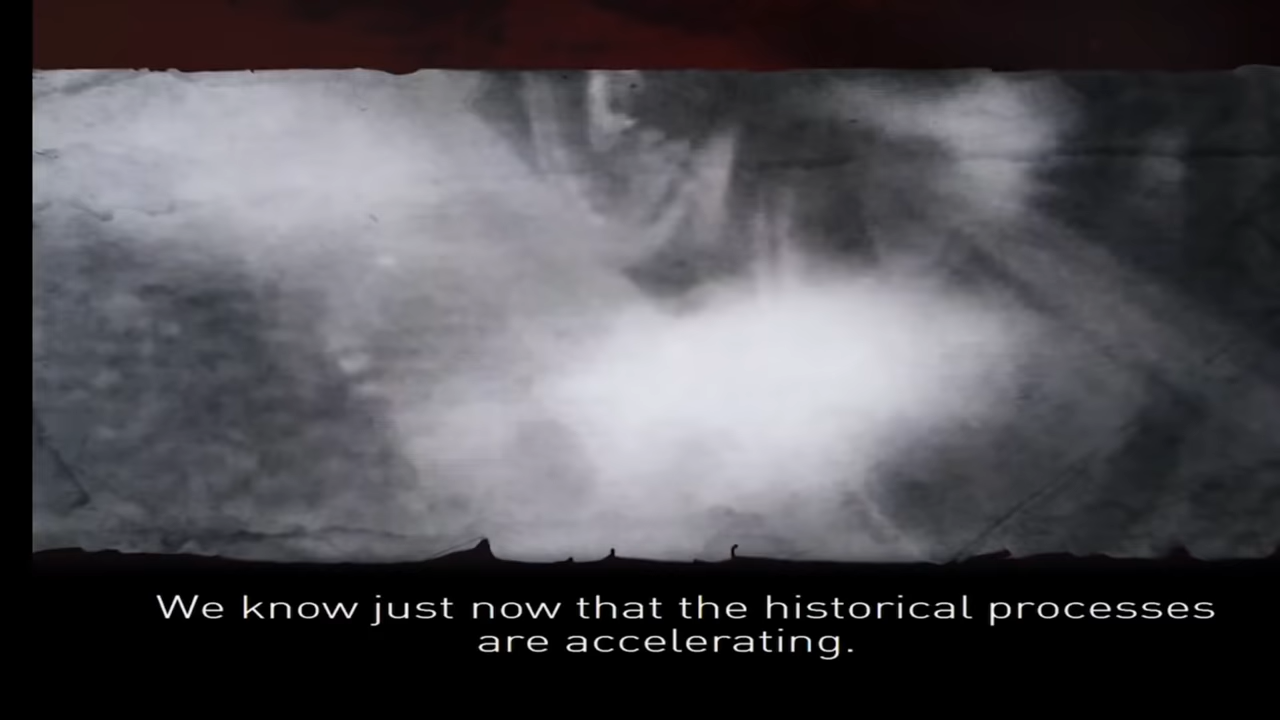 We know just now that the historical processes
are accelerating.